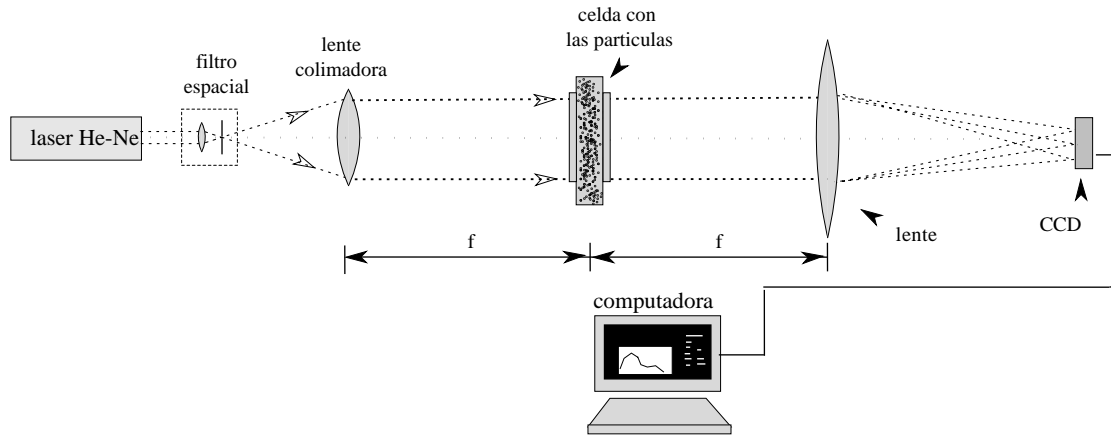 celda con
las particulas
lente
colimadora
filtro
espacial
laser He-Ne
f
f
lente
CCD
computadora